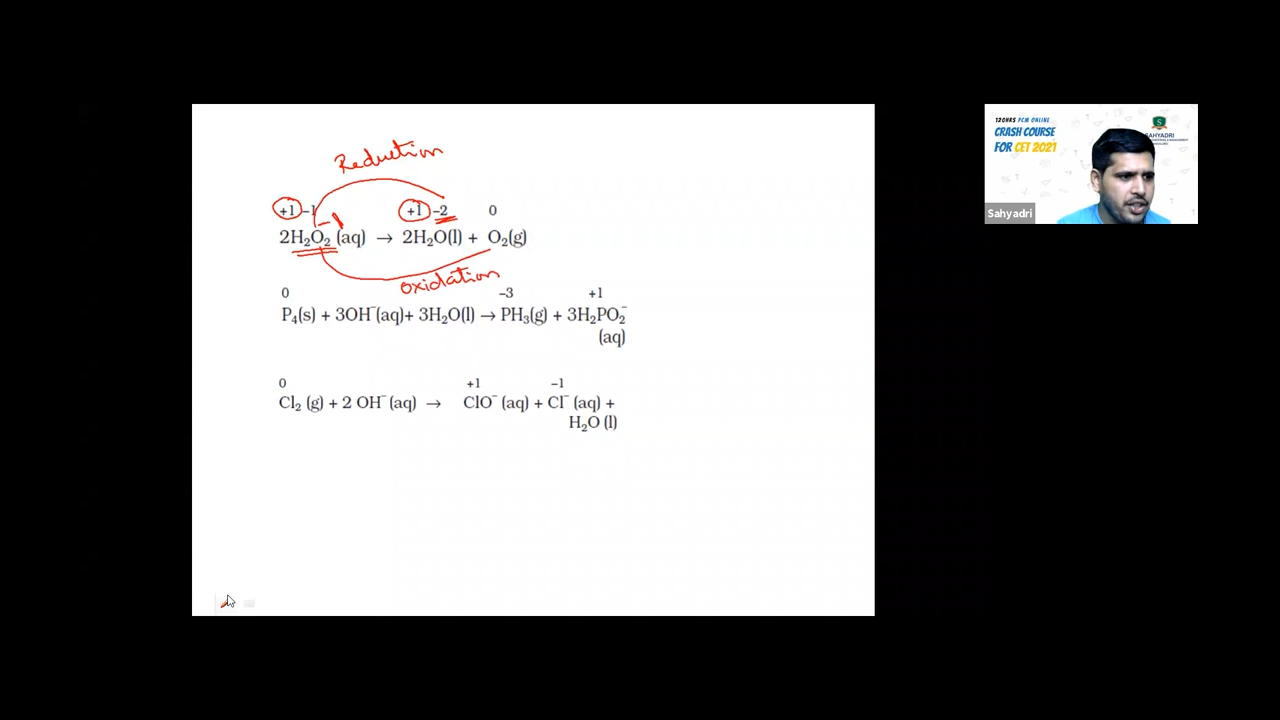 Reduction
+1 –1 +1 –2 0
–1
2H₂O₂ (aq) → 2H₂O(l) + O₂(g)
oxidation
0 –3 +1
P₄(s) + 3OH⁻(aq)+ 3H₂O(l) → PH₃(g) + 3H₂PO₂⁻
(aq)
0 +1 –1
Cl₂ (g) + 2 OH⁻ (aq) → ClO⁻ (aq) + Cl⁻ (aq) +
H₂O (l)
120HRS PCM ONLINE
CRASH COURSE
FOR CET 2021
S
SAHYADRI
Sahyadri